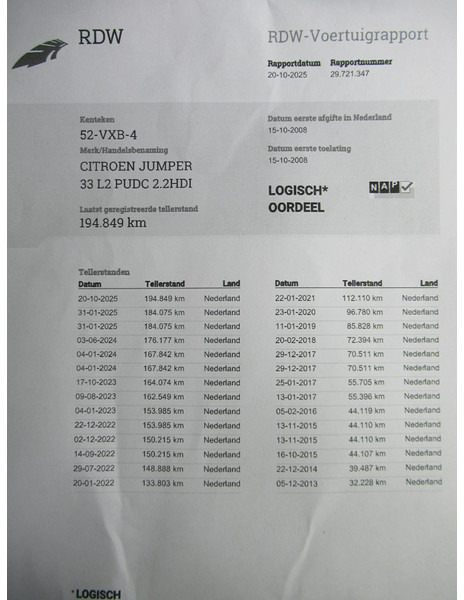 RDW
RDW-Voertuigrapport
Rapportdatum Rapportnummer
20-10-2025 29.721.347
Kenteken
52-VXB-4
Merk/Handelsbenaming
CITROEN JUMPER
33 L2 PUDC 2.2HDI
Laatst geregistreerde tellerstand
194.849 km
Datum eerste afgifte in Nederland
15-10-2008
Datum eerste toelating
15-10-2008
LOGISCH*
OORDEEL
NAP
Tellerstanden
Datum Tellerstand Land
20-10-2025 194.849 km Nederland
31-01-2025 184.075 km Nederland
31-01-2025 184.075 km Nederland
03-06-2024 176.177 km Nederland
04-01-2024 167.842 km Nederland
04-01-2024 167.842 km Nederland
17-10-2023 164.074 km Nederland
09-08-2023 162.549 km Nederland
04-01-2023 153.985 km Nederland
22-12-2022 153.985 km Nederland
02-12-2022 150.215 km Nederland
14-09-2022 150.215 km Nederland
29-07-2022 148.888 km Nederland
20-01-2022 133.803 km Nederland
Datum Tellerstand Land
22-01-2021 112.110 km Nederland
23-01-2020 96.780 km Nederland
11-01-2019 85.828 km Nederland
20-02-2018 72.394 km Nederland
29-12-2017 70.511 km Nederland
29-12-2017 70.511 km Nederland
25-01-2017 55.705 km Nederland
13-01-2017 55.396 km Nederland
05-02-2016 44.119 km Nederland
13-11-2015 44.110 km Nederland
13-11-2015 44.110 km Nederland
16-10-2015 44.107 km Nederland
22-12-2014 39.487 km Nederland
05-12-2013 32.228 km Nederland
*LOGISCH